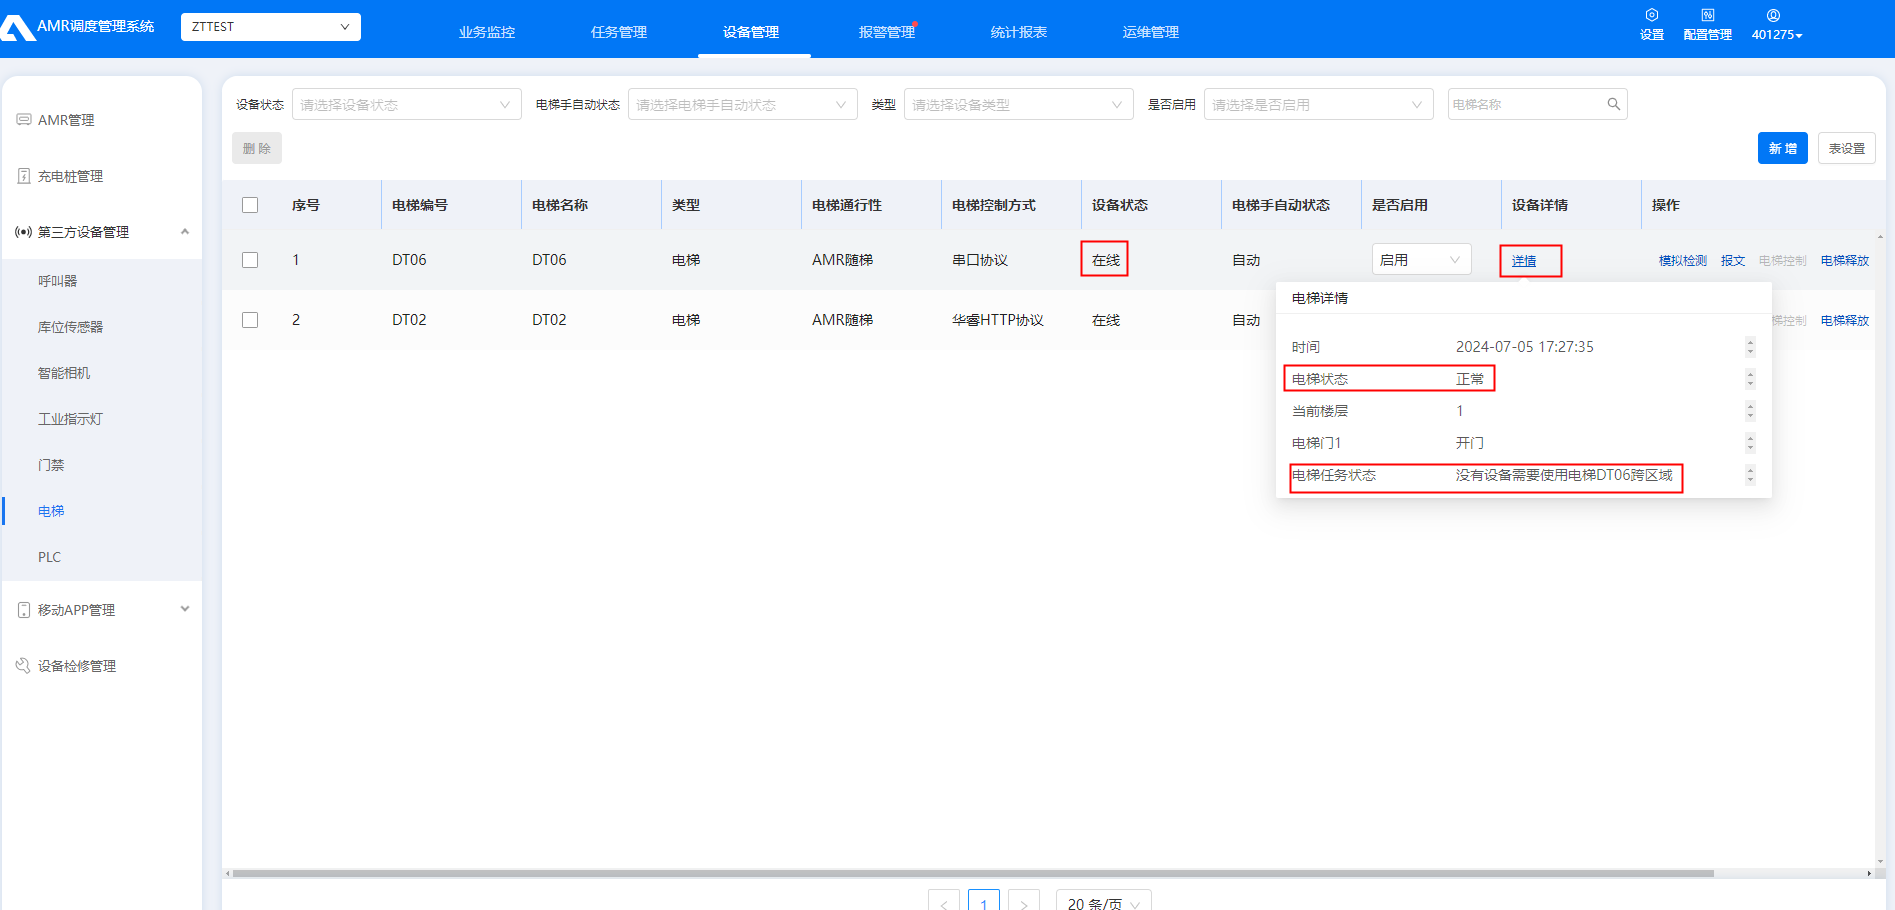 AMR调度管理系统
ZTTEST
业务监控
任务管理
设备管理
报警管理
统计报表
运维管理
设置
配置管理
401275
AMR管理
充电桩管理
第三方设备管理
呼叫器
库位传感器
智能相机
工业指示灯
门禁
电梯
PLC
移动APP管理
设备检修管理
设备状态 请选择设备状态 电梯手自动状态 请选择电梯手自动状态 类型 请选择设备类型 是否启用 请选择是否启用 电梯名称
删 除 新 增 表设置
序号 电梯编号 电梯名称 类型 电梯通行性 电梯控制方式 设备状态 电梯手自动状态 是否启用 设备详情 操作
1 DT06 DT06 电梯 AMR随梯 串口协议 在线 自动 启用 详情 模拟检测 报文 电梯控制 电梯释放
2 DT02 DT02 电梯 AMR随梯 华睿HTTP协议 在线 自动 梯控制 电梯释放
电梯详情
时间 2024-07-05 17:27:35
电梯状态 正常
当前楼层 1
电梯门1 开门
电梯任务状态 没有设备需要使用电梯DT06跨区域
< 1 > 20 条/页